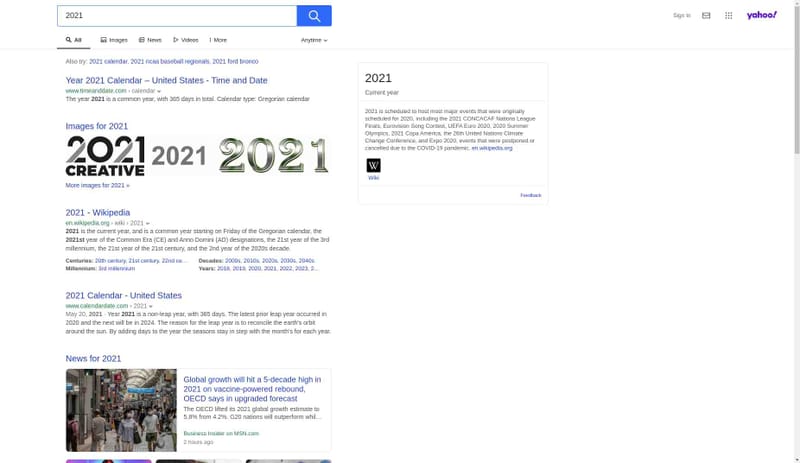 2021
Sign in
yahoo!
All
Images
News
Videos
More
Anytime
Also try: 2021 calendar, 2021 ncaa baseball regionals, 2021 ford bronco
Year 2021 Calendar – United States - Time and Date
www.timeanddate.com › calendar
The year 2021 is a common year, with 365 days in total. Calendar type: Gregorian calendar
Images for 2021
2021
CREATIVE
2021
2021
More images for 2021 »
2021 - Wikipedia
en.wikipedia.org › wiki › 2021
2021 is the current year, and is a common year starting on Friday of the Gregorian calendar, the
2021st year of the Common Era (CE) and Anno Domini (AD) designations, the 21st year of the 3rd
millennium, the 21st year of the 21st century, and the 2nd year of the 2020s decade.
Centuries: 20th century, 21st century, 22nd ce...
Decades: 2000s, 2010s, 2020s, 2030s, 2040s.
Millennium: 3rd millennium
Years: 2018, 2019, 2020, 2021, 2022, 2023, 2...
2021 Calendar - United States
www.calendardate.com › 2021
May 20, 2021 · Year 2021 is a non-leap year, with 365 days. The latest prior leap year occurred in
2020 and the next will be in 2024. The reason for the leap year is to reconcile the earth's orbit
around the sun. By adding days to the year the seasons stay in step with the month's for each year.
News for 2021
Global growth will hit a 5-decade high in
2021 on vaccine-powered rebound,
OECD says in upgraded forecast
The OECD lifted its 2021 global growth estimate to
5.8% from 4.2%. G20 nations will outperform whil...
Business Insider on MSN.com
2 hours ago
2021
Current year
2021 is scheduled to host most major events that were originally
scheduled for 2020, including the 2021 CONCACAF Nations League
Finals, Eurovision Song Contest, UEFA Euro 2020, 2020 Summer
Olympics, 2021 Copa America, the 26th United Nations Climate
Change Conference, and Expo 2020, events that were postponed or
cancelled due to the COVID-19 pandemic. en.wikipedia.org
W
Wiki
Feedback